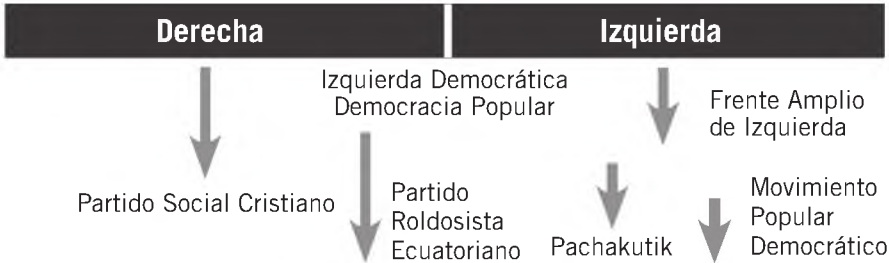 Derecha
Izquierda
Izquierda Democrática
Democracia Popular
Frente Amplio
de Izquierda
Partido Social Cristiano
Partido
Roldosista
Ecuatoriano
Pachakutik
Movimiento
Popular
Democrático